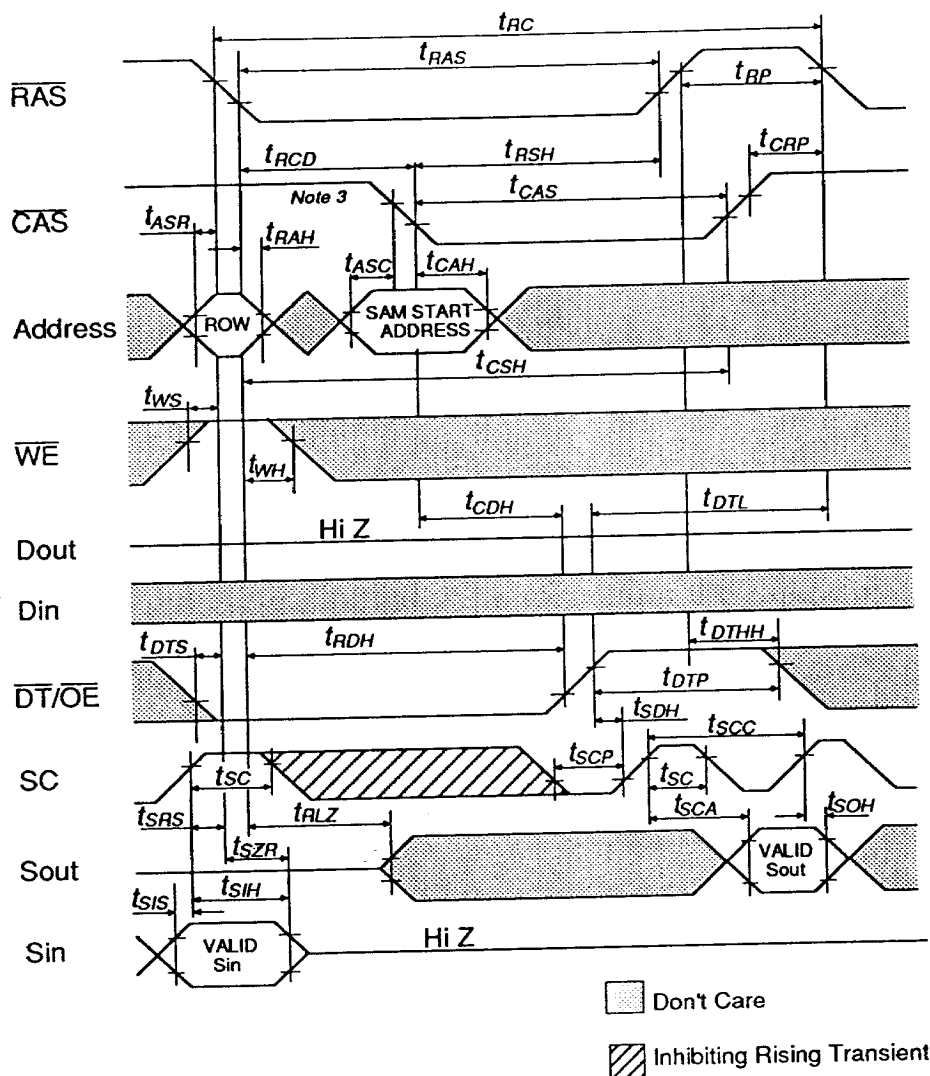 tRC
tRAS
tRP
RAS
tRCD
tRSH
tCRP
Note 3
tCAS
CAS
tASR
tRAH
tASC
tCAH
Address
ROW
SAM START
ADDRESS
tCSH
tWS
WE
tWH
tCDH
tDTL
Hi Z
Dout
Din
tDTS
tRDH
tDTHH
DT/OE
tDTP
tSDH
tSCC
SC
tSC
tSCP
tSC
tSRS
tRLZ
tSCA
tSOH
tSZR
Sout
VALID
Sout
tSIS
tSIH
Sin
VALID
Sin
Hi Z
Don't Care
Inhibiting Rising Transient